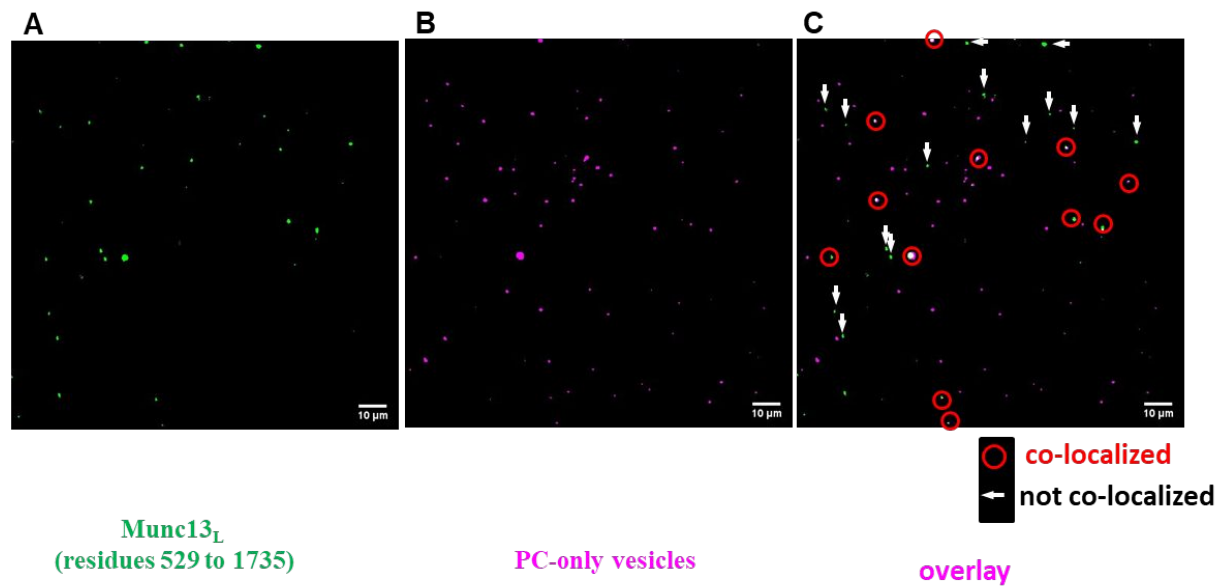 A
B
C
10 µm
10 µm
10 µm
co-localized
not co-localized
Munc13L
(residues 529 to 1735)
PC-only vesicles
overlay